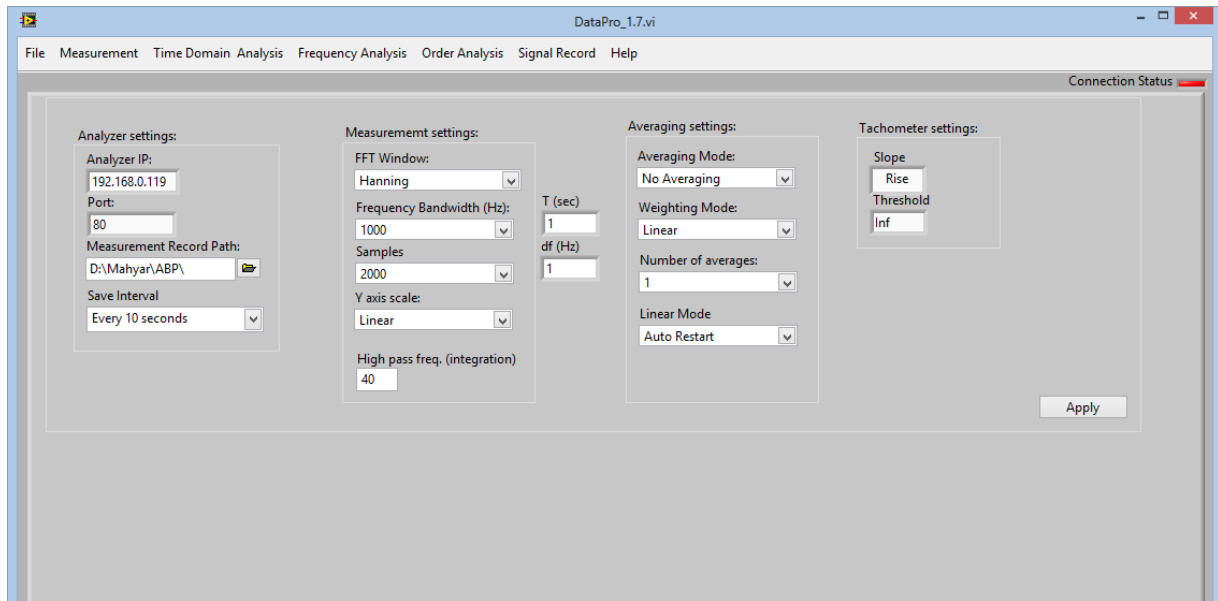 DataPro_1.7.vi
File Measurement Time Domain Analysis Frequency Analysis Order Analysis Signal Record Help
Connection Status
Analyzer settings:
Analyzer IP:
192.168.0.119
Port:
80
Measurement Record Path:
D:\Mahyar\ABP\
Save Interval
Every 10 seconds
Measurememt settings:
FFT Window:
Hanning
Frequency Bandwidth (Hz):
1000
Samples
2000
Y axis scale:
Linear
High pass freq. (integration)
40
T (sec)
1
df (Hz)
1
Averaging settings:
Averaging Mode:
No Averaging
Weighting Mode:
Linear
Number of averages:
1
Linear Mode
Auto Restart
Tachometer settings:
Slope
Rise
Threshold
Inf
Apply